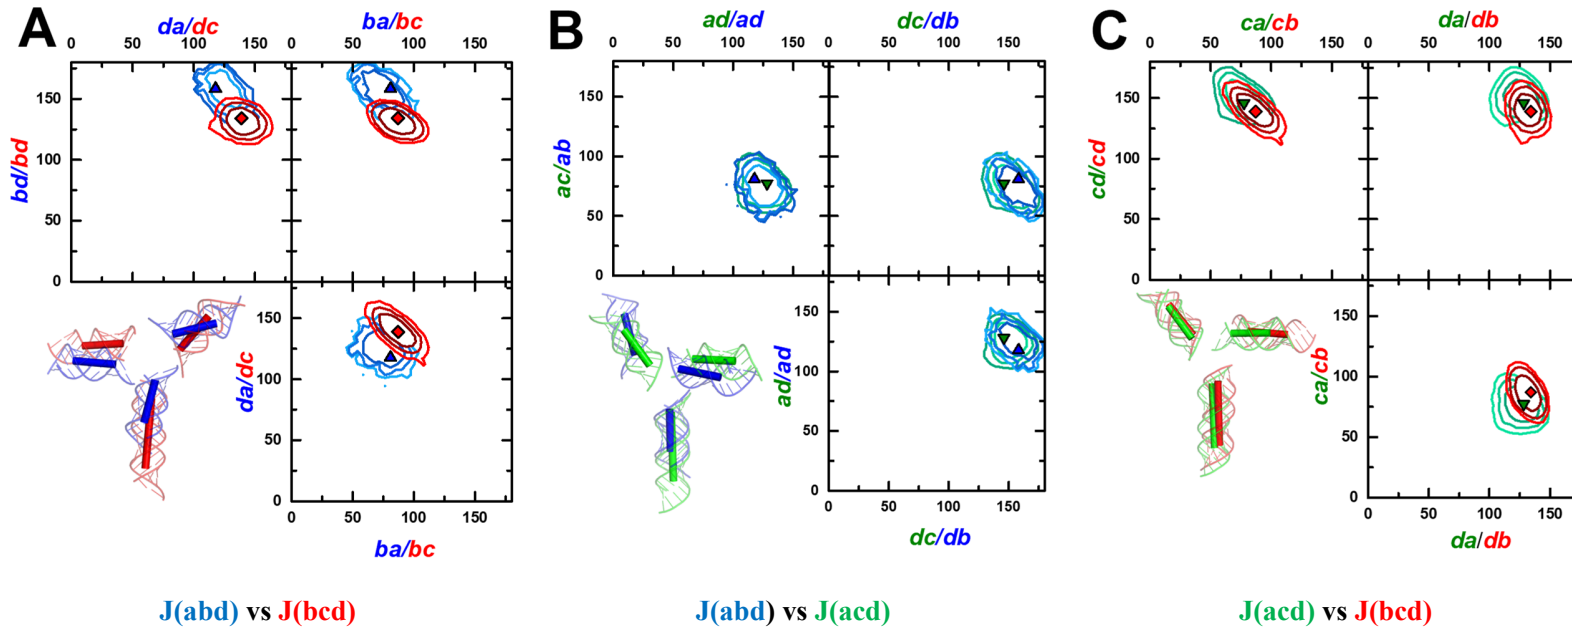 A
da/dc
ba/bc
0 50 100 150
0 50 100 150
bd/bd
150
100
50
0
da/dc
150
100
50
0
0 50 100 150
ba/bc
J(abd) vs J(bcd)
B
ad/ad
dc/db
0 50 100 150
0 50 100 150
ac/ab
150
100
50
0
ad/ad
150
100
50
0
0 50 100 150
dc/db
J(abd) vs J(acd)
C
ca/cb
da/db
0 50 100 150
0 50 100 150
cd/cd
150
100
50
0
ca/cb
150
100
50
0
0 50 100 150
da/db
J(acd) vs J(bcd)